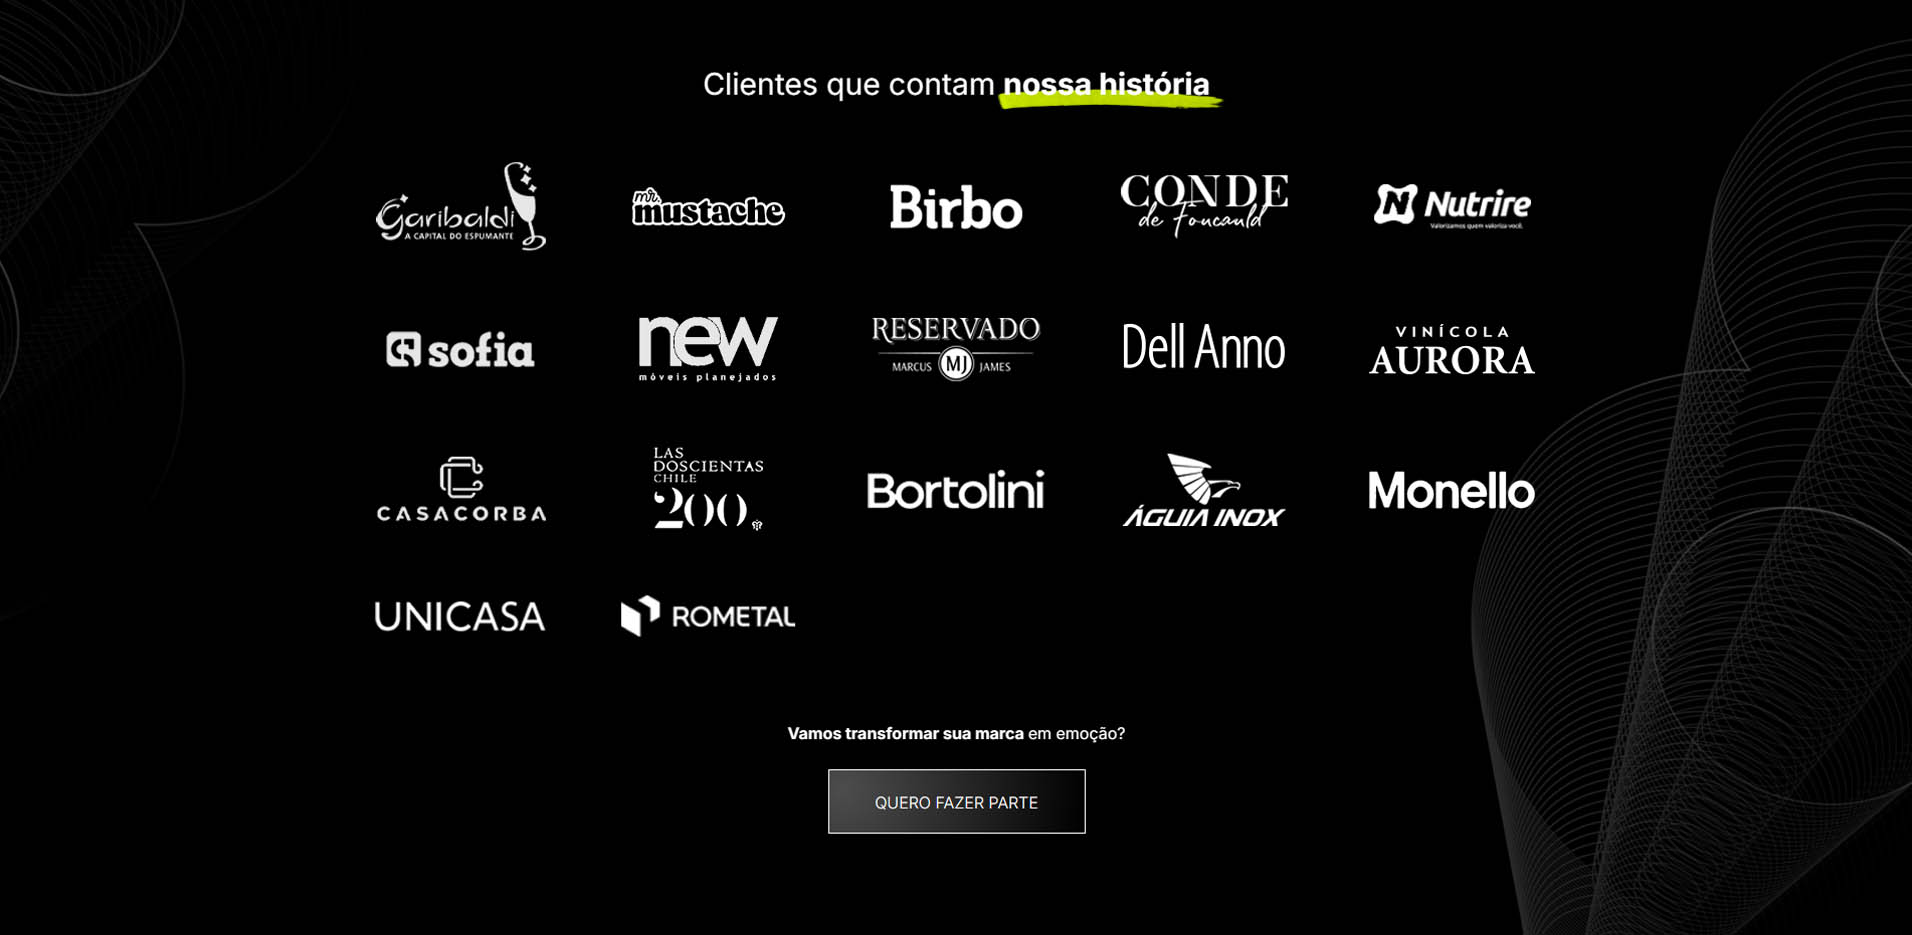 Clientes que contam nossa história
Garibaldi
A CAPITAL DO ESPUMANTE
mr.
mustache
Birbo
CONDE
de Foucauld
N Nutrire
Valorizamos quem valoriza você.
sofia
new
móveis planejados
RESERVADO
MARCUS MJ JAMES
Dell Anno
VINÍCOLA
AURORA
CASACORBA
LAS
DOSCIENTAS
CHILE
200.
Bortolini
ÁGUIA INOX
Monello
UNICASA
ROMETAL
Vamos transformar sua marca em emoção?
QUERO FAZER PARTE